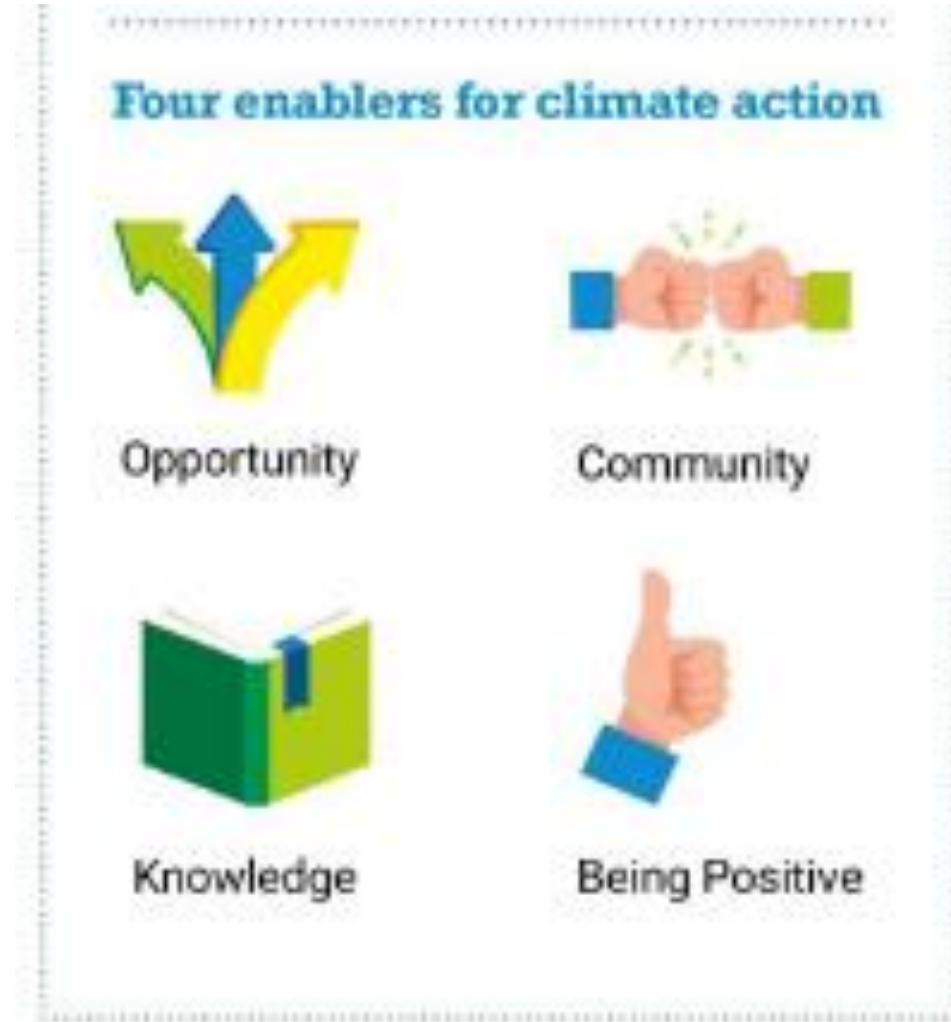 Four enablers for climate action
Opportunity
Community
Knowledge
Being Positive